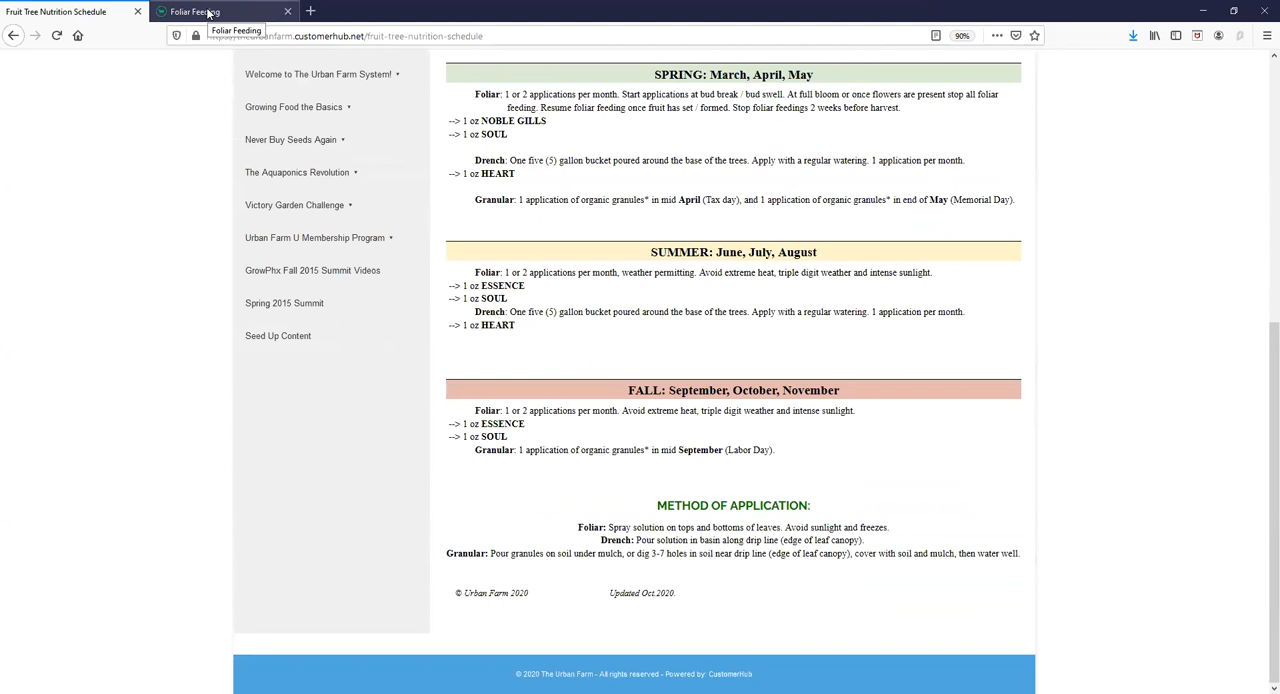 Fruit Tree Nutrition Schedule
Foliar Feeding
Foliar Feeding
urbanfarm.customerhub.net/fruit-tree-nutrition-schedule
90%
Welcome to The Urban Farm System!
Growing Food the Basics
Never Buy Seeds Again
The Aquaponics Revolution
Victory Garden Challenge
Urban Farm U Membership Program
GrowPhx Fall 2015 Summit Videos
Spring 2015 Summit
Seed Up Content
SPRING: March, April, May
Foliar: 1 or 2 applications per month. Start applications at bud break / bud swell. At full bloom or once flowers are present stop all foliar
feeding. Resume foliar feeding once fruit has set / formed. Stop foliar feedings 2 weeks before harvest.
--> 1 oz NOBLE GILLS
--> 1 oz SOUL
Drench: One five (5) gallon bucket poured around the base of the trees. Apply with a regular watering. 1 application per month.
--> 1 oz HEART
Granular: 1 application of organic granules* in mid April (Tax day), and 1 application of organic granules* in end of May (Memorial Day).
SUMMER: June, July, August
Foliar: 1 or 2 applications per month, weather permitting. Avoid extreme heat, triple digit weather and intense sunlight.
--> 1 oz ESSENCE
--> 1 oz SOUL
Drench: One five (5) gallon bucket poured around the base of the trees. Apply with a regular watering. 1 application per month.
--> 1 oz HEART
FALL: September, October, November
Foliar: 1 or 2 applications per month. Avoid extreme heat, triple digit weather and intense sunlight.
--> 1 oz ESSENCE
--> 1 oz SOUL
Granular: 1 application of organic granules* in mid September (Labor Day).
METHOD OF APPLICATION:
Foliar: Spray solution on tops and bottoms of leaves. Avoid sunlight and freezes.
Drench: Pour solution in basin along drip line (edge of leaf canopy).
Granular: Pour granules on soil under mulch, or dig 3-7 holes in soil near drip line (edge of leaf canopy), cover with soil and mulch, then water well.
© Urban Farm 2020 Updated Oct.2020.
© 2020 The Urban Farm - All rights reserved - Powered by: CustomerHub